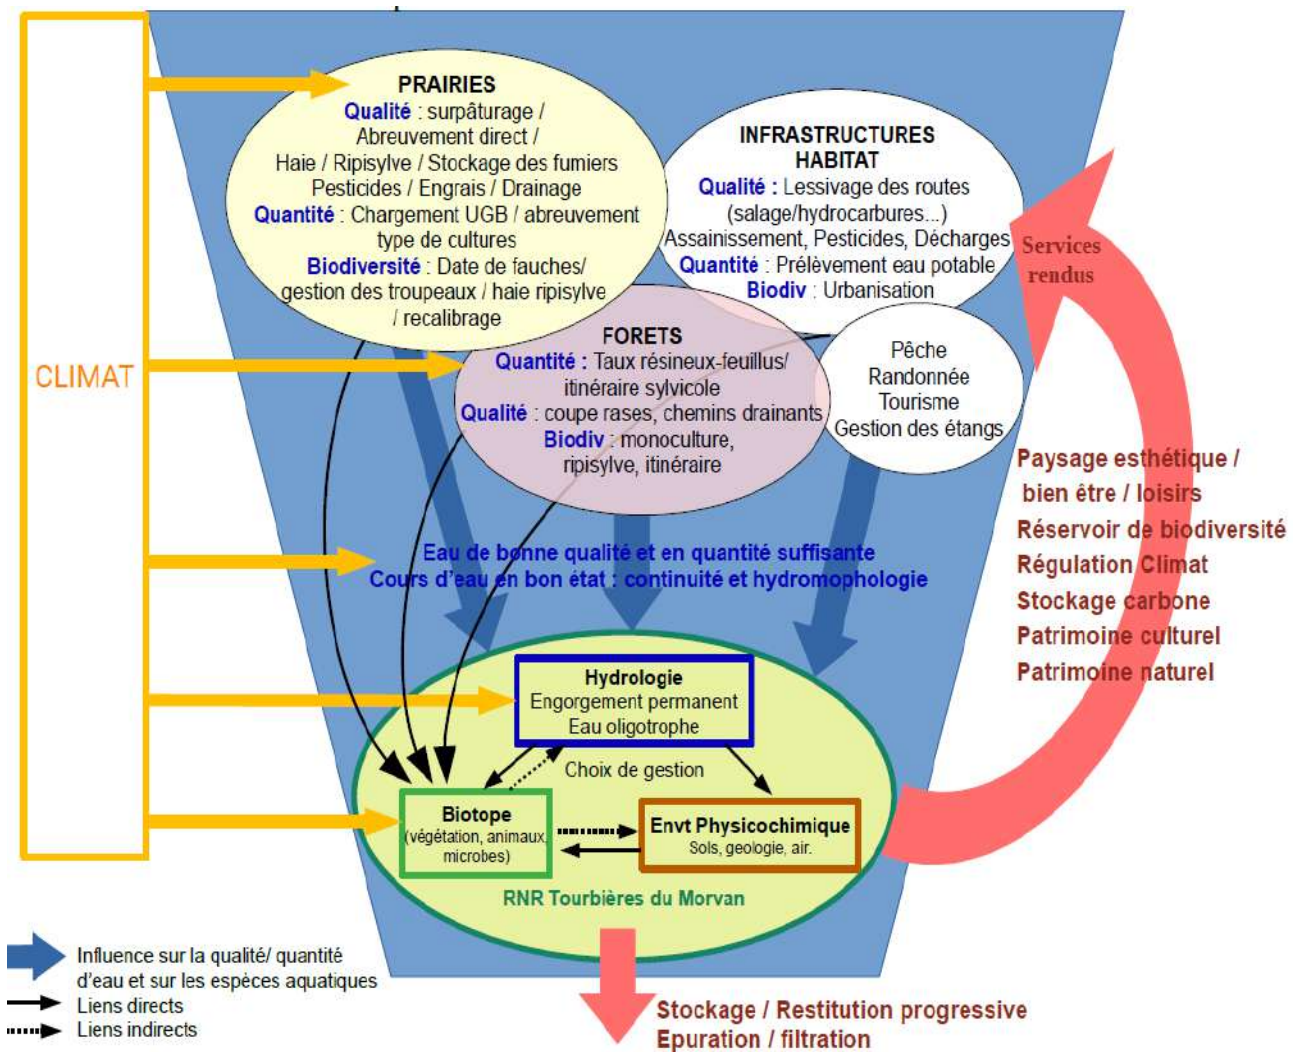 PRAIRIES
Qualité : surpâturage /
Abreuvement direct /
Haie / Ripisylve / Stockage des fumiers
Pesticides / Engrais / Drainage
Quantité : Chargement UGB / abreuvement
type de cultures
Biodiversité : Date de fauches/
gestion des troupeaux / haie ripisylve
/ recalibrage
INFRASTRUCTURES
HABITAT
Qualité : Lessivage des routes
(salage/hydrocarbures...)
Assainissement, Pesticides, Décharges
Quantité : Prélèvement eau potable
Biodiv : Urbanisation
Services
rendus
FORETS
Quantité : Taux résineux-feuillus/
itinéraire sylvicole
Qualité : coupe rases, chemins drainants
Biodiv : monoculture,
ripisylve, itinéraire
Pêche
Randonnée
Tourisme
Gestion des étangs
CLIMAT
Paysage esthétique /
bien être / loisirs
Réservoir de biodiversité
Régulation Climat
Stockage carbone
Patrimoine culturel
Patrimoine naturel
Eau de bonne qualité et en quantité suffisante
Cours d'eau en bon état : continuité et hydromophologie
Hydrologie
Engorgement permanent
Eau oligotrophe
Choix de gestion
Biotope
(végétation, animaux,
microbes)
Envt Physicochimique
Sols, geologie, air.
RNR Tourbières du Morvan
Influence sur la qualité/ quantité
d'eau et sur les espèces aquatiques
Liens directs
Liens indirects
Stockage / Restitution progressive
Epuration / filtration